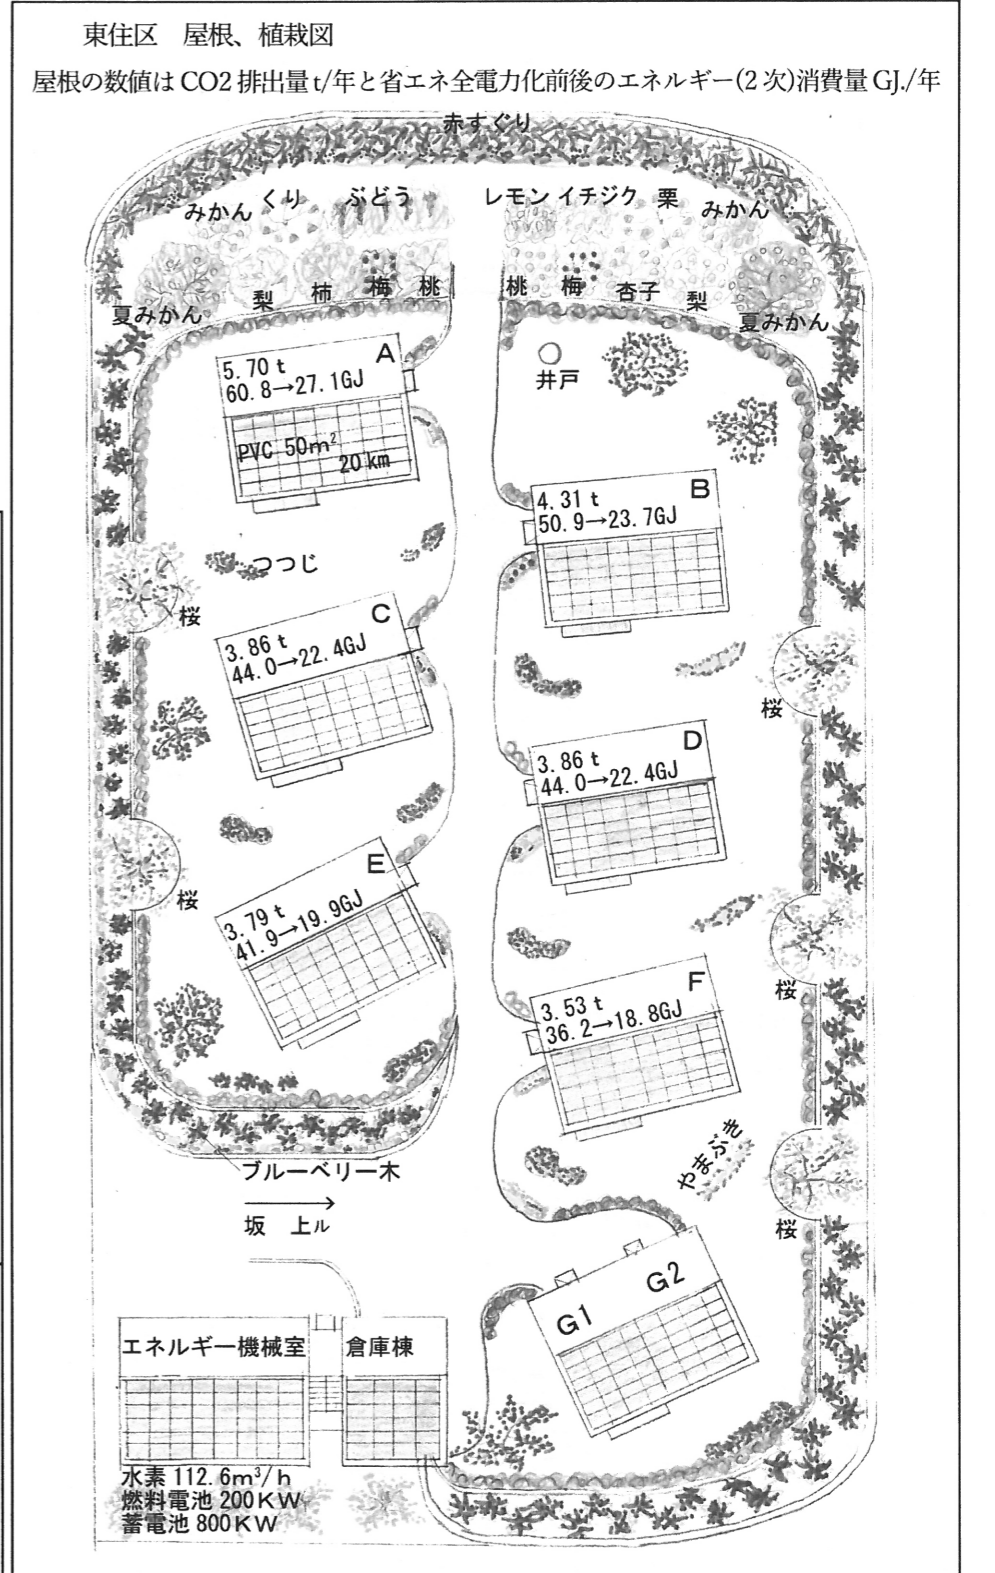 東住区 屋根、植栽図
屋根の数値は CO2 排出量 t/年と省エネ全電力化前後のエネルギー(2 次)消費量 GJ./年
赤すぐり
みかん くり ぶどう レモン イチジク 栗 みかん
夏みかん 梨 柿 梅 桃 桃 梅 杏子 梨 夏みかん
A
5.70 t
60.8→27.1GJ
PVC 50m²
20 km
井戸
B
4.31 t
50.9→23.7GJ
つつじ
桜
C
3.86 t
44.0→22.4GJ
桜
D
3.86 t
44.0→22.4GJ
E
3.79 t
41.9→19.9GJ
桜
桜
F
3.53 t
36.2→18.8GJ
やまぶき
ブルーベリー木
坂 上ル
桜
G1 G2
エネルギー機械室 倉庫棟
水素 112.6m³/h
燃料電池 200KW
蓄電池 800KW